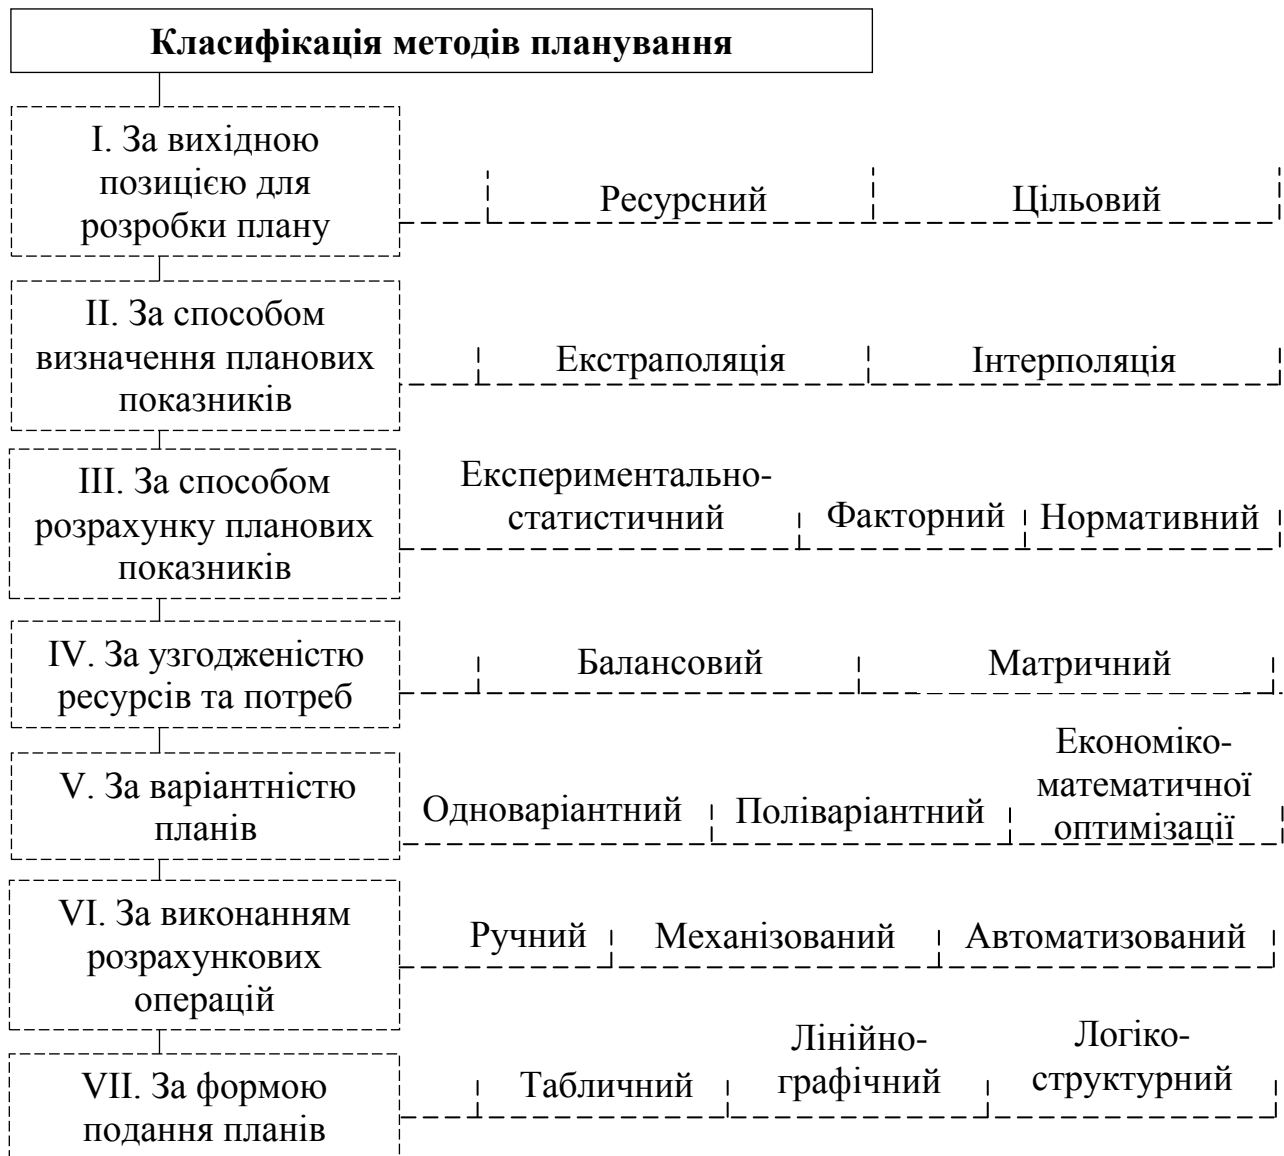 Класифікація методів планування
I. За вихідною
позицією для
розробки плану
Ресурсний
Цільовий
II. За способом
визначення планових
показників
Екстраполяція
Інтерполяція
III. За способом
розрахунку планових
показників
Експериментально-
статистичний
Факторний
Нормативний
IV. За узгодженістю
ресурсів та потреб
Балансовий
Матричний
V. За варіантністю
планів
Одноваріантний
Поліваріантний
Економіко-
математичної
оптимізації
VI. За виконанням
розрахункових
операцій
Ручний
Механізований
Автоматизований
VII. За формою
подання планів
Табличний
Лінійно-
графічний
Логіко-
структурний